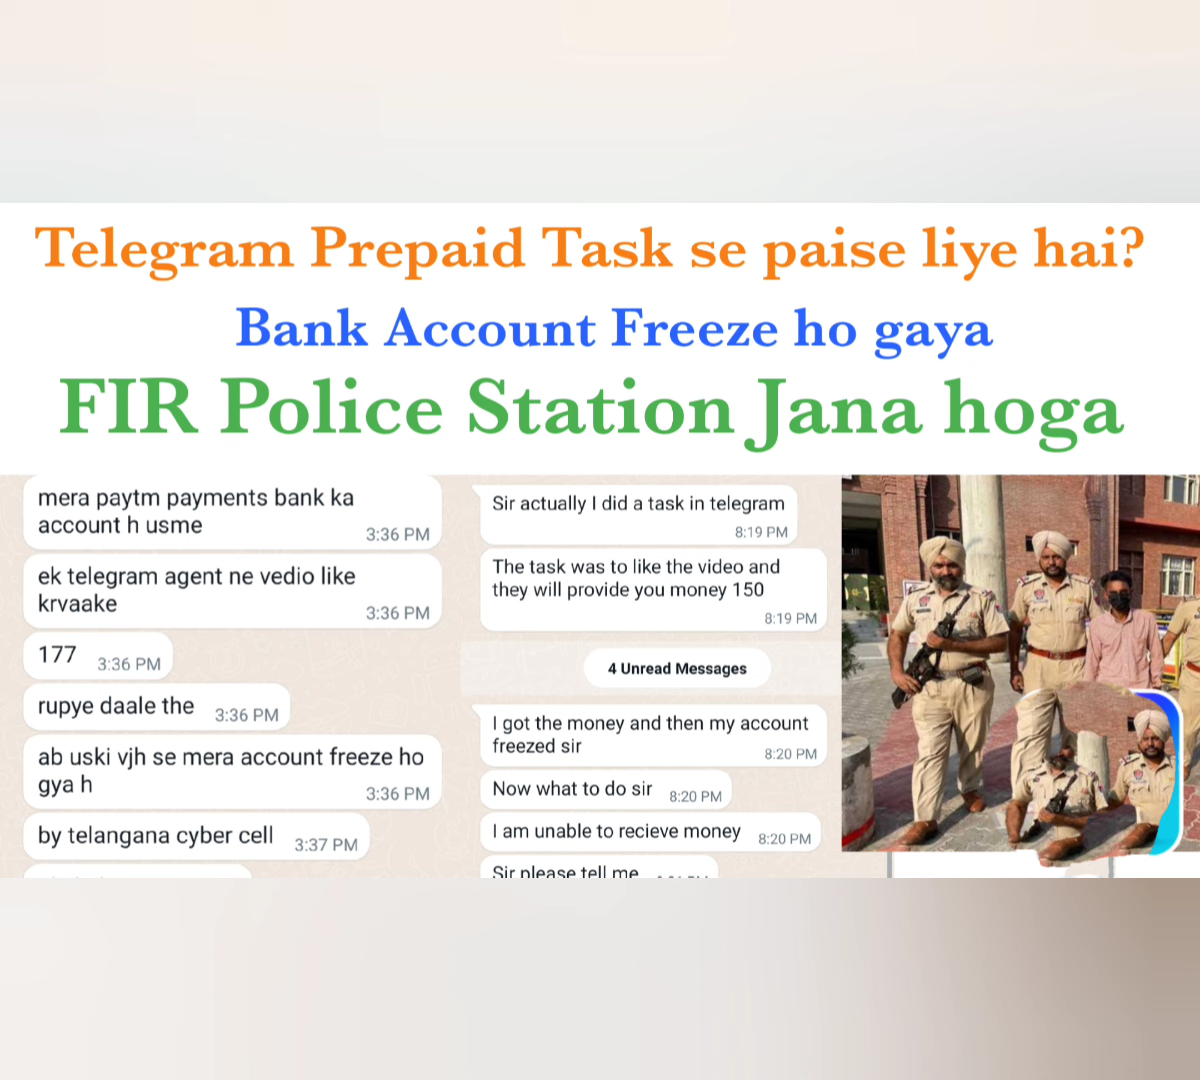 Telegram Prepaid Task se paise liye hai?
Bank Account Freeze ho gaya
FIR Police Station Jana hoga
mera paytm payments bank ka
account h usme
3:36 PM
ek telegram agent ne vedio like
krvaake
3:36 PM
177 3:36 PM
rupye daale the 3:36 PM
ab uski vjh se mera account freeze ho
gya h
3:36 PM
by telangana cyber cell 3:37 PM
Sir actually I did a task in telegram
8:19 PM
The task was to like the video and
they will provide you money 150
8:19 PM
4 Unread Messages
I got the money and then my account
freezed sir
8:20 PM
Now what to do sir 8:20 PM
I am unable to recieve money 8:20 PM
Sir please tell me